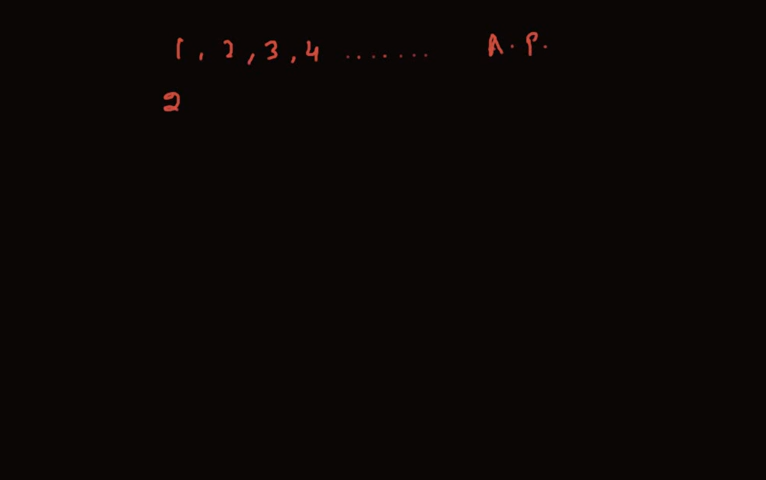 1, 2, 3, 4 ....... A.P.
2